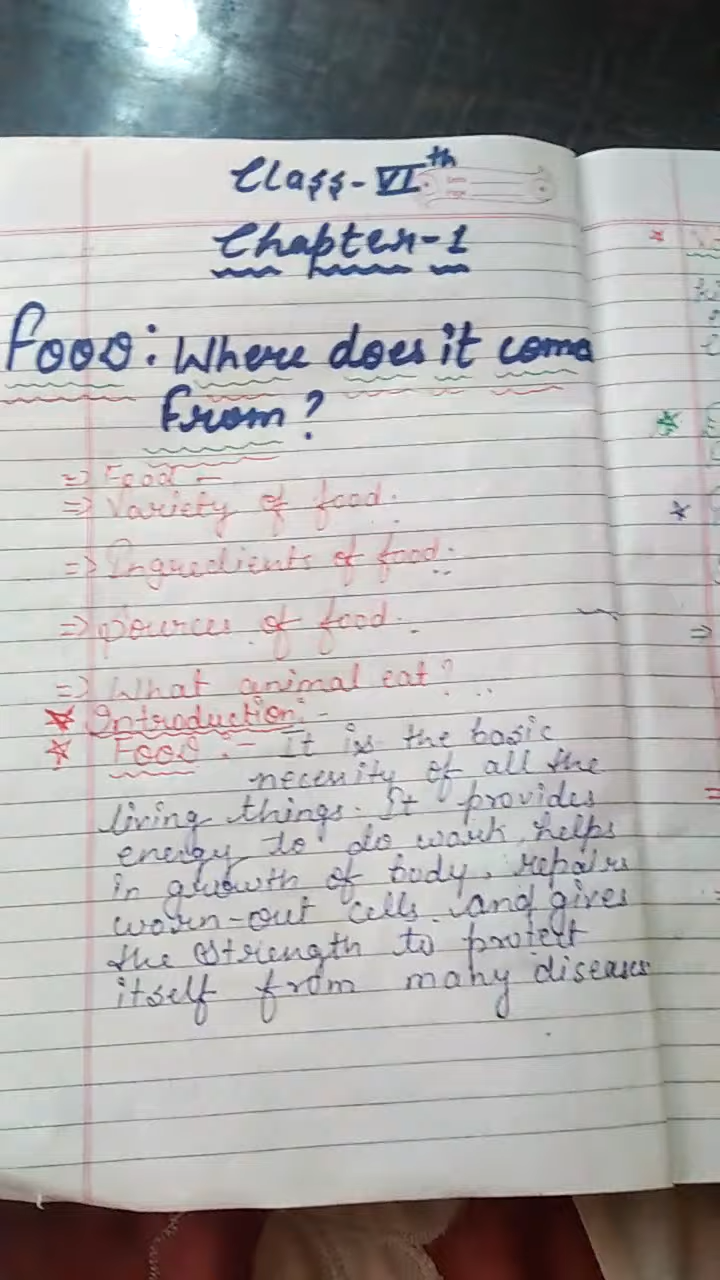 Class-VIth
Chapter-1
Food: Where does it come
from?
=> Food -
=> Variety of food.
=> Ingredients of food.
=> Sources of food.
=> What animal eat?
* Introduction:-
* Food :- It is the basic
necessity of all the
living things. It provides
energy to do work, helps
in growth of body, repairs
worn-out cells and gives
the strength to protect
itself from many diseases